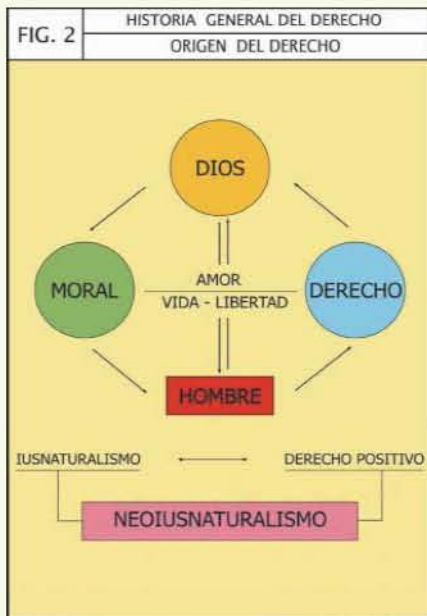 FIG. 2
HISTORIA GENERAL DEL DERECHO
ORIGEN DEL DERECHO
DIOS
MORAL
AMOR
VIDA - LIBERTAD
DERECHO
HOMBRE
IUSNATURALISMO
DERECHO POSITIVO
NEOIUSNATURALISMO